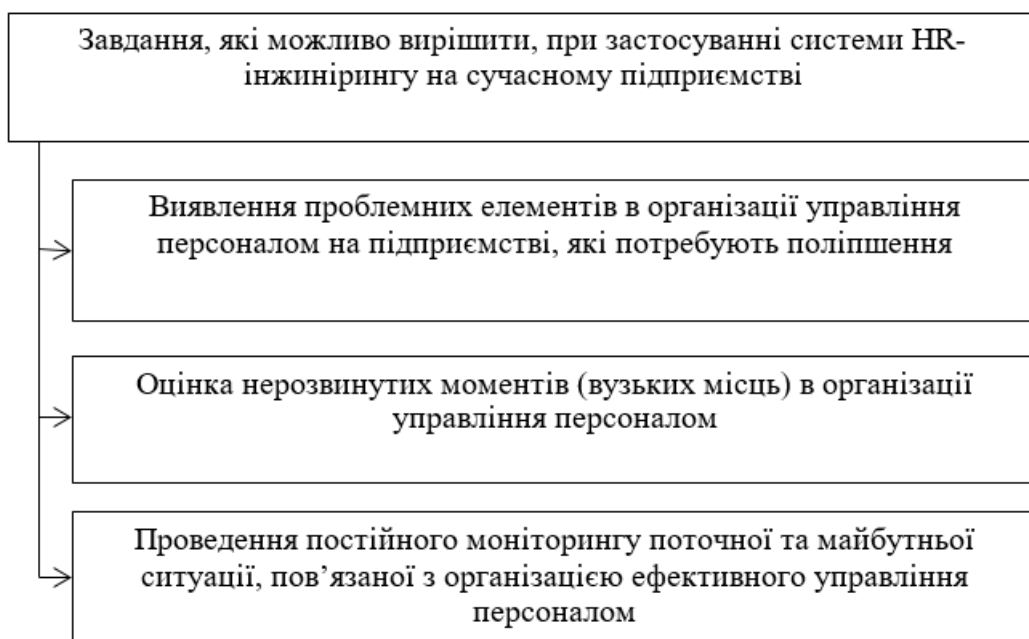 Завдання, які можливо вирішити, при застосуванні системи HR-
інжинірингу на сучасному підприємстві
Виявлення проблемних елементів в організації управління
персоналом на підприємстві, які потребують поліпшення
Оцінка нерозвинутих моментів (вузьких місць) в організації
управління персоналом
Проведення постійного моніторингу поточної та майбутньої
ситуації, пов’язаної з організацією ефективного управління
персоналом